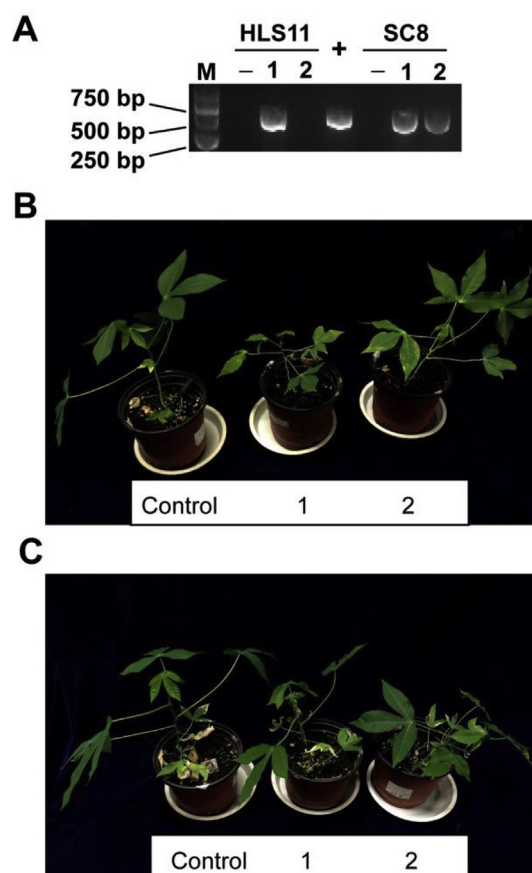 A
HLS11 + SC8
M – 1 2 – 1 2
750 bp
500 bp
250 bp
B
Control 1 2
C
Control 1 2